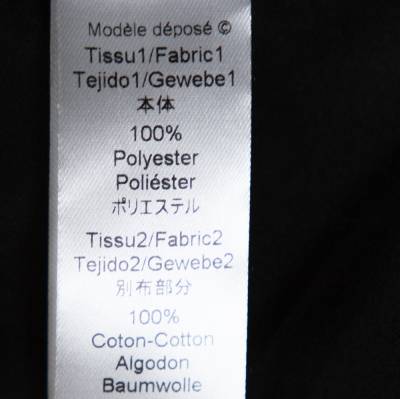 Modèle déposé ©
Tissu1/Fabric1
Tejido1/Gewebe1
本体
100%
Polyester
Poliéster
ポリエステル
Tissu2/Fabric2
Tejido2/Gewebe2
別布部分
100%
Coton-Cotton
Algodon
Baumwolle